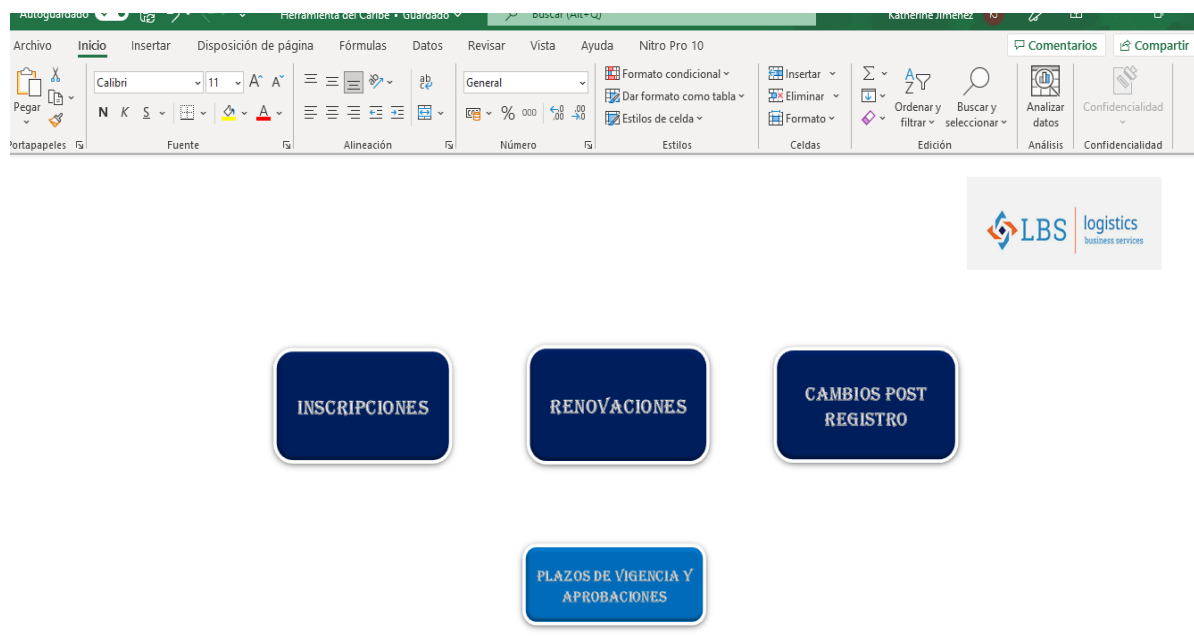 Autoguardado Herramienta del Caribe • Guardado Buscar (Alt+Q) Katherine Jiménez
Archivo Inicio Insertar Disposición de página Fórmulas Datos Revisar Vista Ayuda Nitro Pro 10 Comentarios Compartir
Pegar
Portapapeles
Calibri 11
N K S
Fuente
ab
Alineación
General
% 000
Número
Formato condicional
Dar formato como tabla
Estilos de celda
Estilos
Insertar
Eliminar
Formato
Celdas
Ordenar y filtrar
Buscar y seleccionar
Edición
Analizar datos
Análisis
Confidencialidad
Confidencialidad
LBS logistics
business services
INSCRIPCIONES
RENOVACIONES
CAMBIOS POST
REGISTRO
PLAZOS DE VIGENCIA Y
APROBACIONES